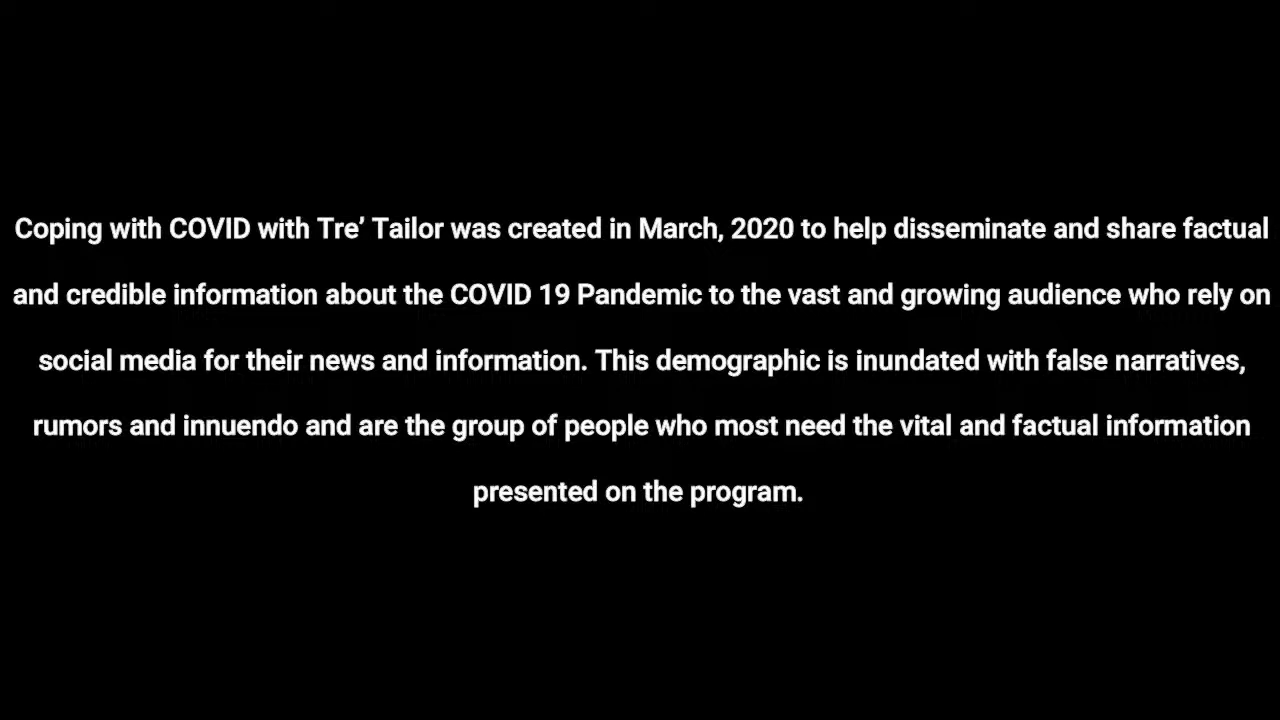 Coping with COVID with Tre’ Tailor was created in March, 2020 to help disseminate and share factual
and credible information about the COVID 19 Pandemic to the vast and growing audience who rely on
social media for their news and information. This demographic is inundated with false narratives,
rumors and innuendo and are the group of people who most need the vital and factual information
presented on the program.